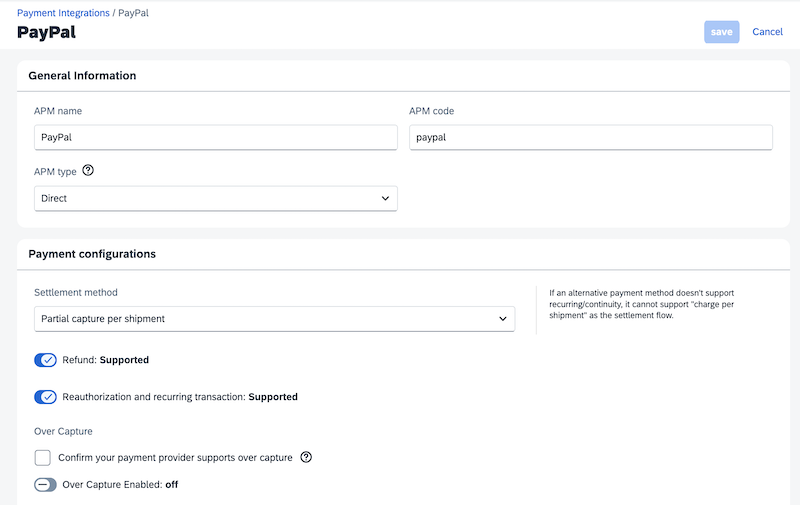 Payment Integrations / PayPal
PayPal
save
Cancel
General Information
APM name
APM code
PayPal
paypal
APM type
Direct
Payment configurations
Settlement method
Partial capture per shipment
If an alternative payment method doesn't support
recurring/continuity, it cannot support "charge per
shipment" as the settlement flow.
Refund: Supported
Reauthorization and recurring transaction: Supported
Over Capture
Confirm your payment provider supports over capture
Over Capture Enabled: off